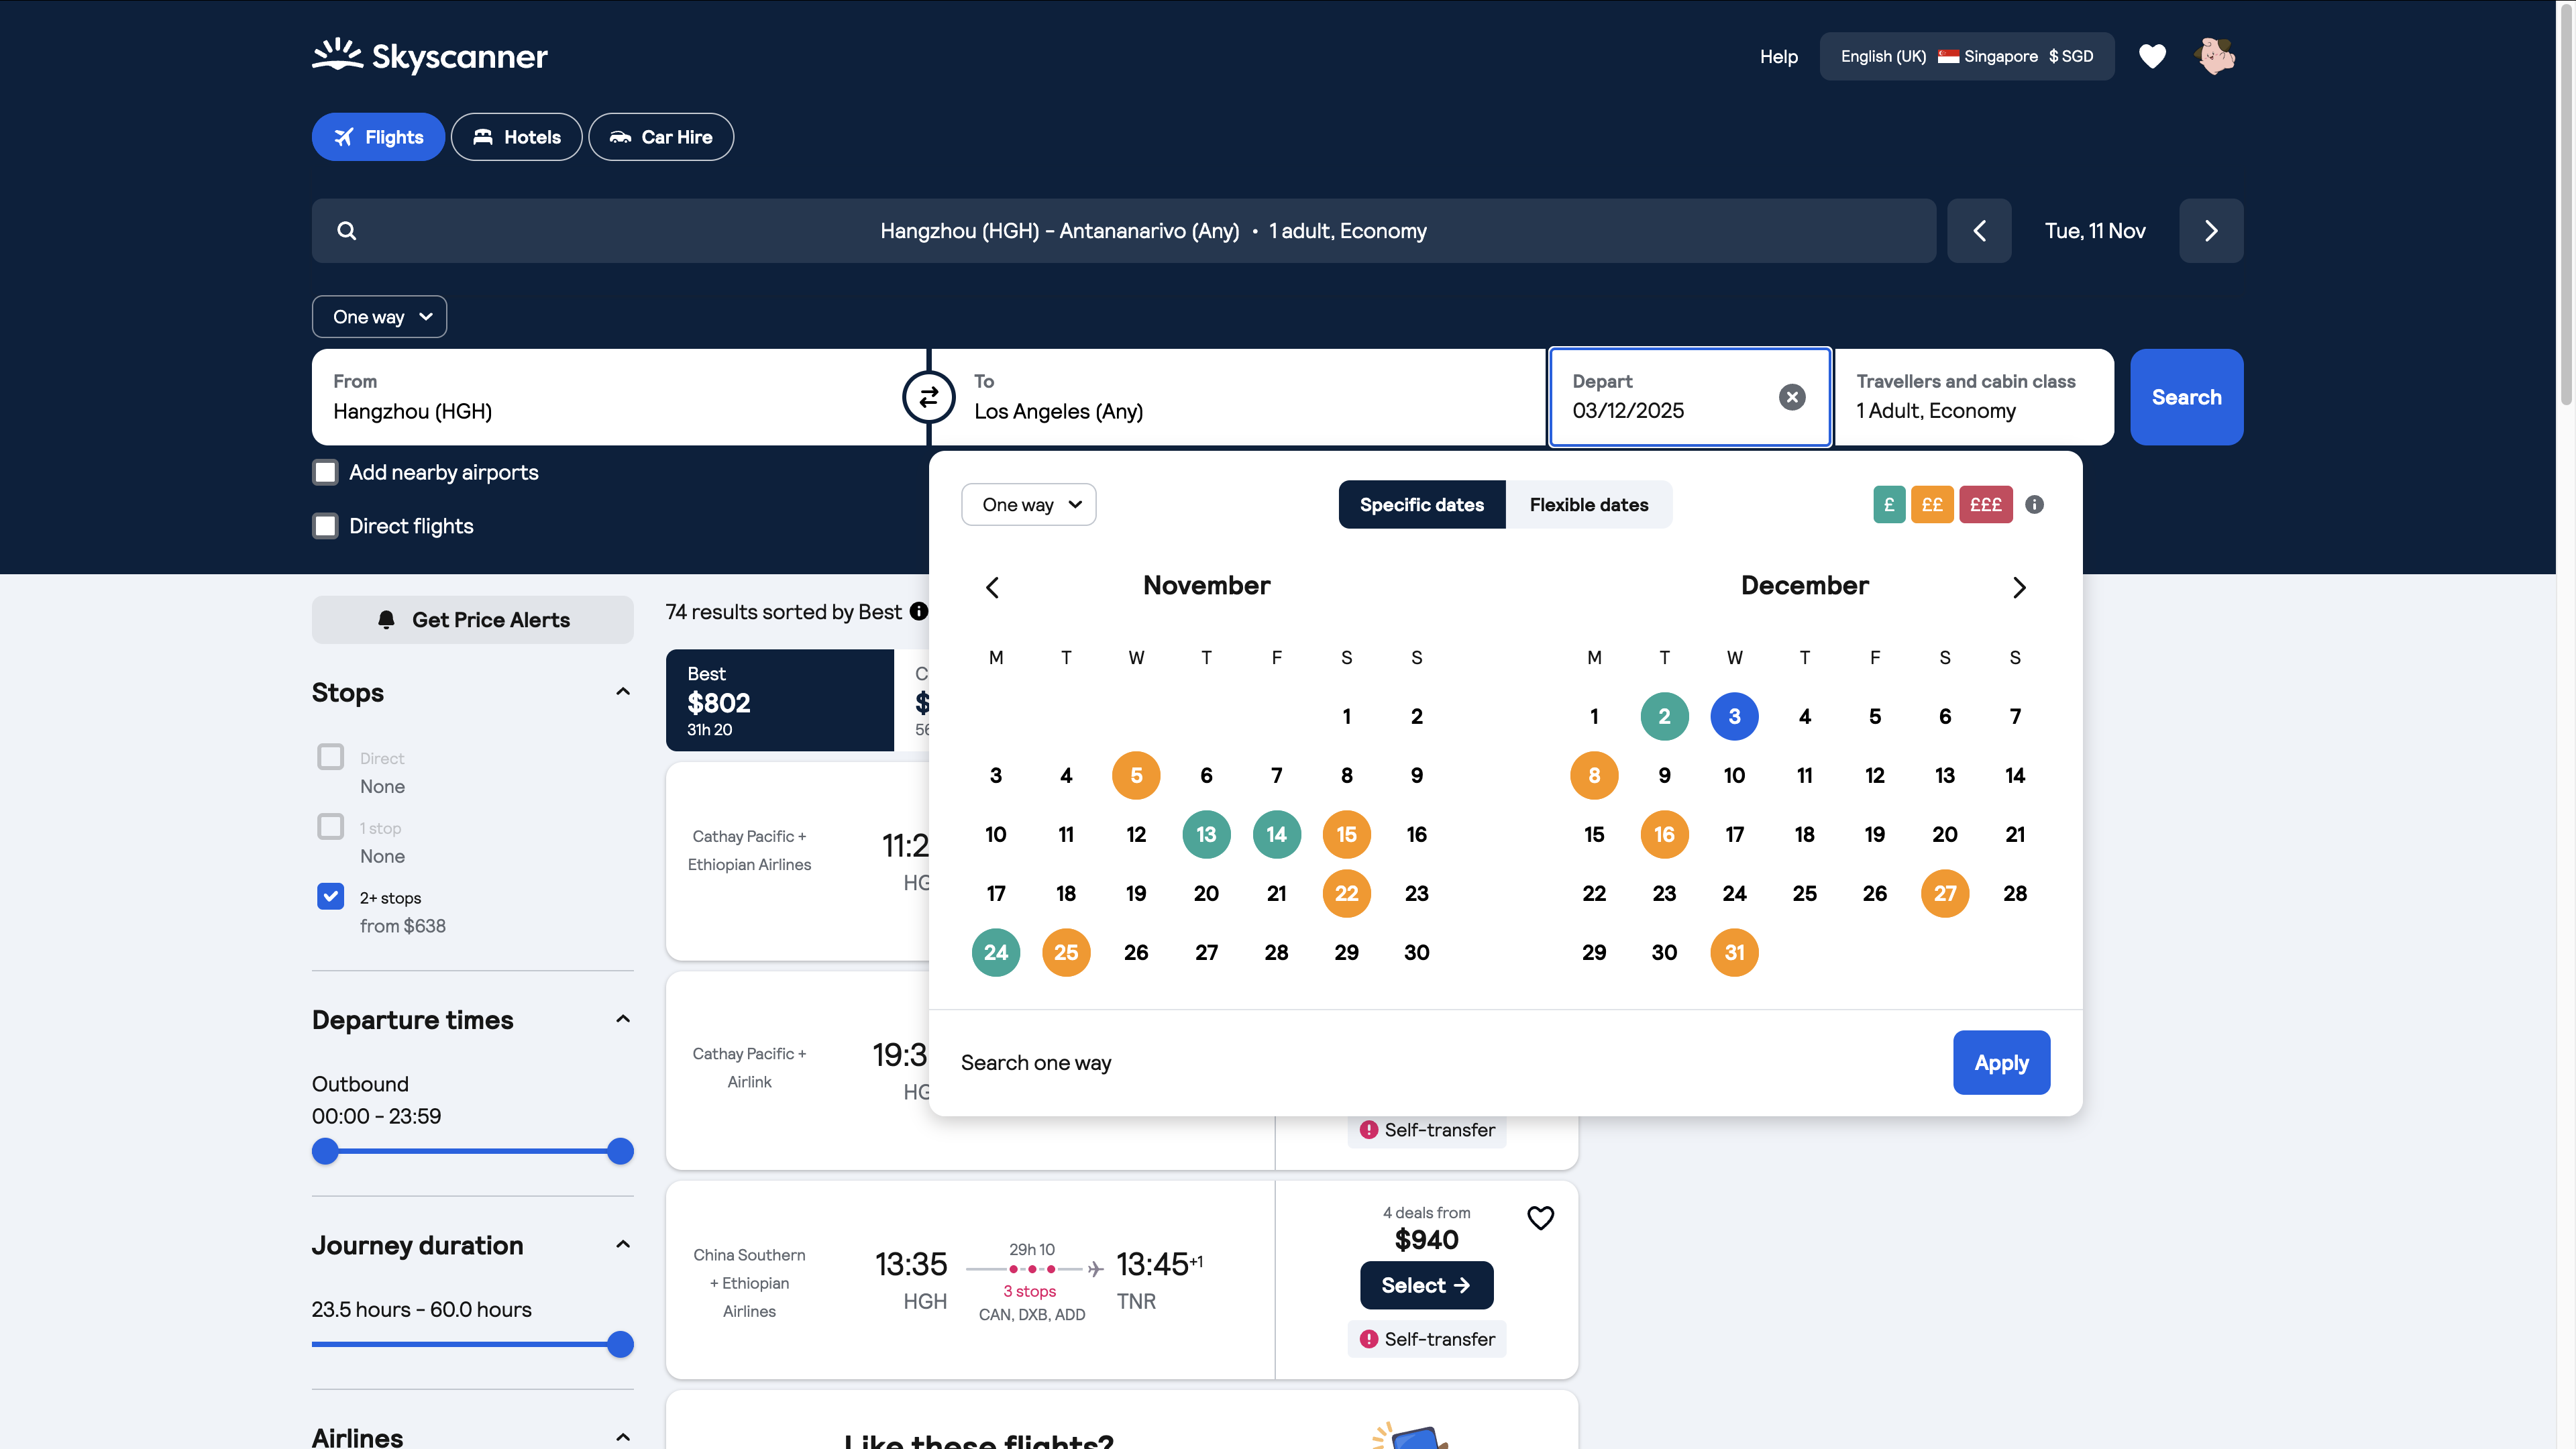 Skyscanner
Help
English (UK) Singapore $ SGD
Flights
Hotels
Car Hire
Hangzhou (HGH) – Antananarivo (Any) • 1 adult, Economy
Tue, 11 Nov
One way
From
Hangzhou (HGH)
To
Los Angeles (Any)
Depart
03/12/2025
Travellers and cabin class
1 Adult, Economy
Search
Add nearby airports
Direct flights
One way
Specific dates
Flexible dates
£ ££ £££
November
M T W T F S S
1 2
3 4 5 6 7 8 9
10 11 12 13 14 15 16
17 18 19 20 21 22 23
24 25 26 27 28 29 30
December
M T W T F S S
1 2 3 4 5 6 7
8 9 10 11 12 13 14
15 16 17 18 19 20 21
22 23 24 25 26 27 28
29 30 31
Search one way
Apply
Get Price Alerts
Stops
Direct
None
1 stop
None
2+ stops
from $638
Departure times
Outbound
00:00 – 23:59
Journey duration
23.5 hours – 60.0 hours
Airlines
74 results sorted by Best
Best
$802
31h 20
C
$
56
Cathay Pacific +
Ethiopian Airlines
11:2
HG
Cathay Pacific +
Airlink
19:3
HG
Self-transfer
China Southern
+ Ethiopian
Airlines
13:35
HGH
29h 10
3 stops
CAN, DXB, ADD
13:45+1
TNR
4 deals from
$940
Select
Self-transfer
Like these flights?